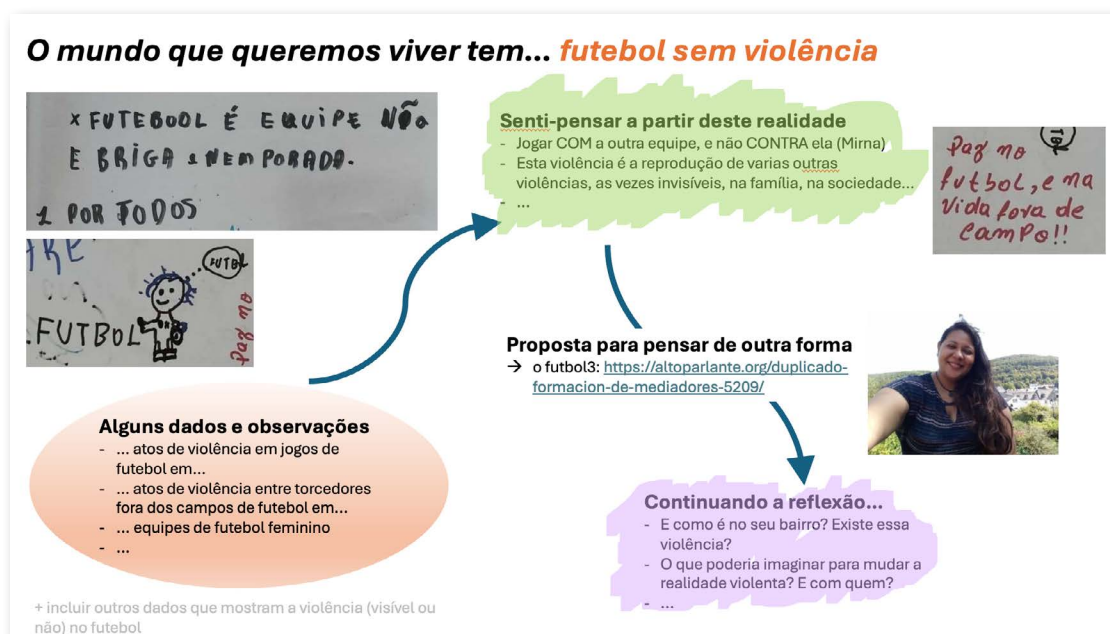 O mundo que queremos viver tem... futebol sem violência
x FUTEBOOL É EQUIPE NÕo
E BRIGA E NEM PORADA.
1 POR TODOS
FUTBOL
FUTBOL
Paz no
Alguns dados e observações
- ... atos de violência em jogos de
futebol em...
- ... atos de violência entre torcedores
fora dos campos de futebol em...
- ... equipes de futebol feminino
- ...
+ incluir outros dados que mostram a violência (visível ou
não) no futebol
Senti-pensar a partir deste realidade
- Jogar COM a outra equipe, e não CONTRA ela (Mirna)
- Esta violência é a reprodução de varias outras
violências, as vezes invisíveis, na família, na sociedade...
- ...
Paz no
futbol, e na
vida fora de
campo!!
Proposta para pensar de outra forma
→ o futbol3: https://altoparlante.org/duplicado-
formacion-de-mediadores-5209/
Continuando a reflexão...
- E como é no seu bairro? Existe essa
violência?
- O que poderia imaginar para mudar a
realidade violenta? E com quem?
- ...